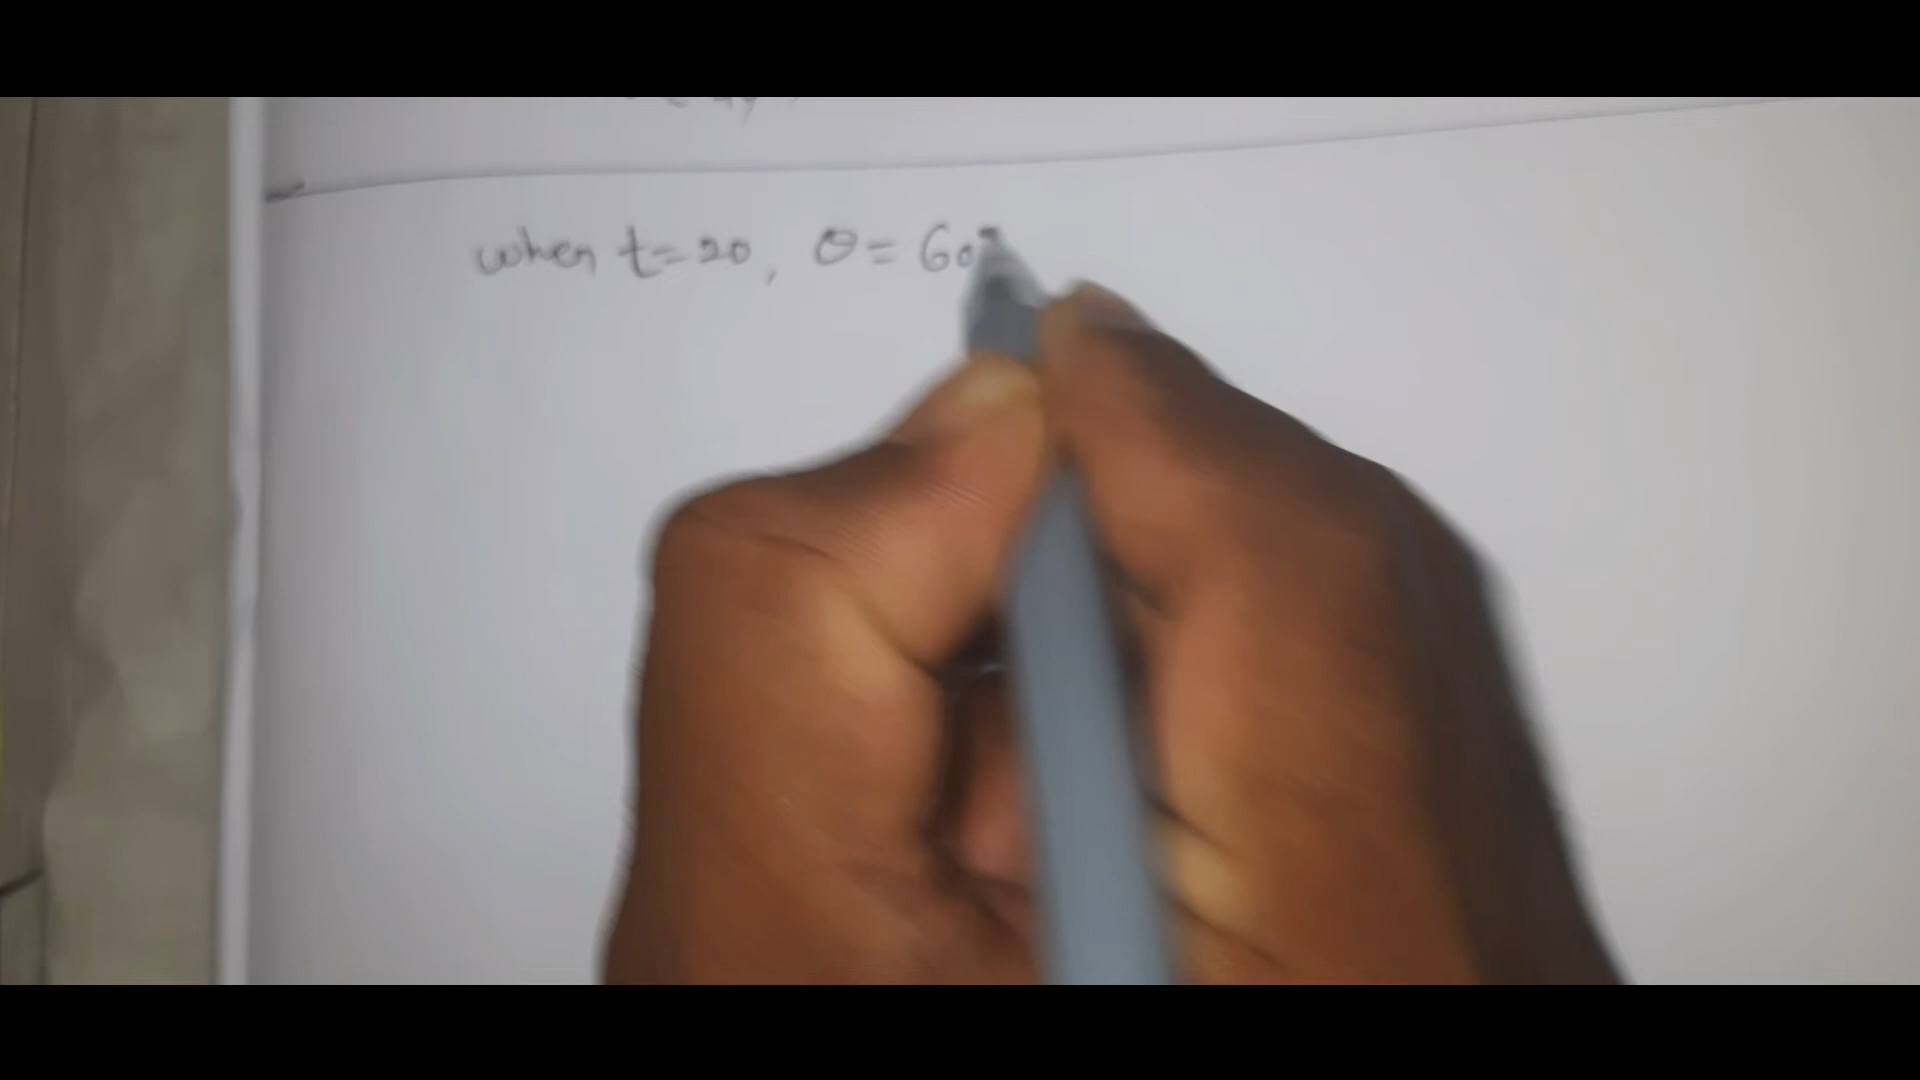 when t=20, θ= 60°